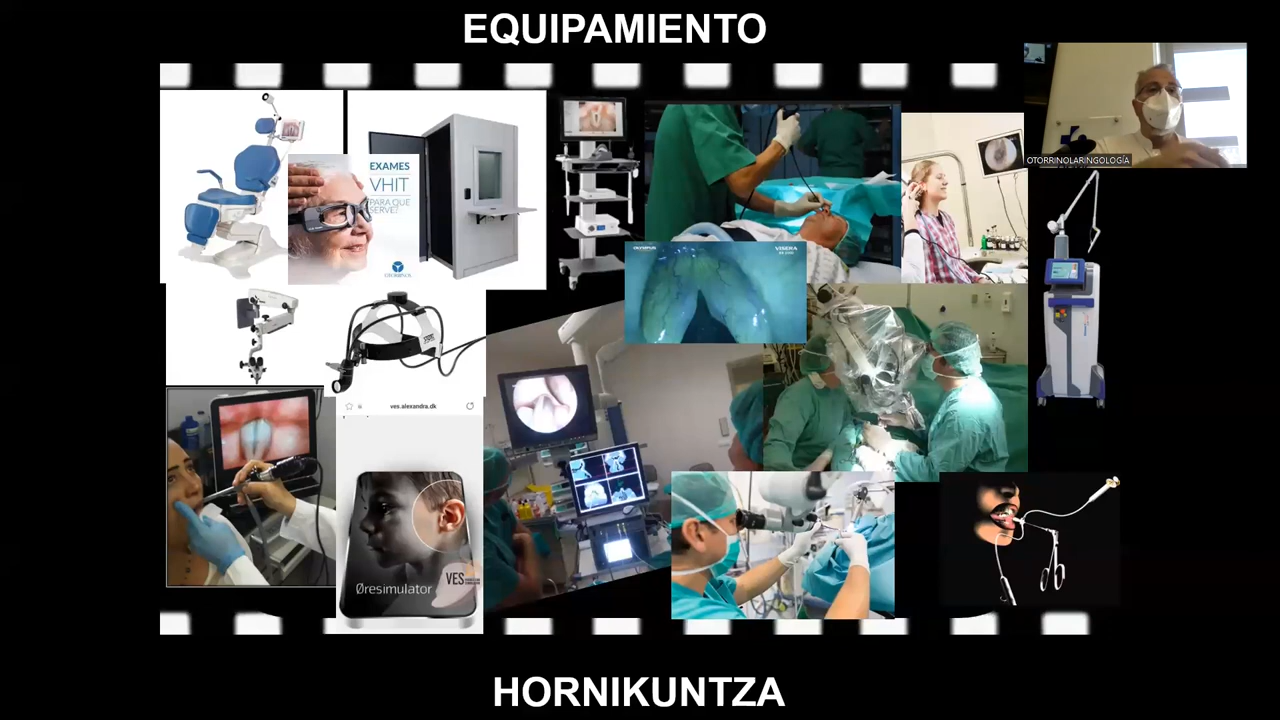 EQUIPAMIENTO
EXAMES
VHIT
PARA QUE
SERVE?
OLYMPUS
VISERA
OTORRINOLARINGOLOGÍA
ves.alexandra.dk
Øresimulator
VES
HORNIKUNTZA